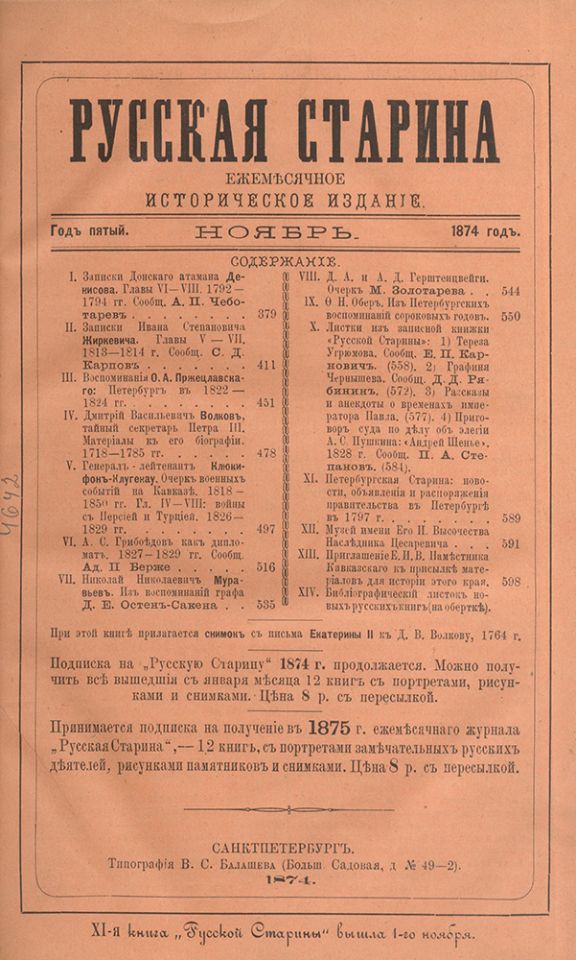 РУССКАЯ СТАРИНА
ЕЖЕМѢСЯЧНОЕ
ИСТОРИЧЕСКОЕ ИЗДАНІЕ.
Годъ пятый.
НОЯБРЬ.
1874 годъ.
СОДЕРЖАНІЕ.
I. Записки Донскаго атамана Де-
нисова. Главы VI—VIII. 1792—
1794 гг. Сообщ. А. П. Чебо-
таревъ . . . . . . . . 379
II. Записки Ивана Степановича
Жиркевича. Главы V — VII.
1813—1814 г. Сообщ. С. Д.
Карповъ . . . . . . . 411
III. Воспоминанія О. А. Пржецлавска-
го: Петербургъ въ 1822 —
1824 гг. . . . . . . . 451
IV. Дмитрій Васильевичъ Волковъ,
тайный секретарь Петра III.
Матеріалы къ его біографіи.
1718—1785 гг. . . . . . 478
V. Генералъ - лейтенантъ Клюки-
фонъ-Клугенау. Очеркъ военныхъ
событій на Кавказѣ. 1818 —
1850 гг. Гл. IV—VIII: войны
съ Персіей и Турціей. 1826—
1829 гг. . . . . . . . 497
VI. А. С. Грибоѣдовъ какъ дипло-
матъ. 1827—1829 гг. Сообщ.
Ад. П Берже . . . . . 516
VII. Николай Николаевичъ Мура-
вьевъ. Изъ воспоминаній графа
Д. Е. Остенъ-Сакена . . 535
VIII. Д. А. и А. Д. Герштенцвейги.
Очеркъ М. Золотарева . . 544
IX. Ѳ Н. Оберъ. Изъ Петербургскихъ
воспоминаній сороковыхъ годовъ. 550
X. Листки изъ записной книжки
«Русской Старины»: 1) Тереза
Угрюмова. Сообщ. Е. П. Кар-
новичъ. (558). 2) Графиня
Чернышева. Сообщ. Д. Д. Ря-
бининъ. (572). 3) Разсказы
и анекдоты о временахъ импе-
ратора Павла. (577). 4) Приго-
воръ суда по дѣлу объ элегіи
А. С. Пушкина: «Андрей Шенье».
1828 г. Сообщ. П. А. Сте-
пановъ. (584).
XI. Петербургская Старина: ново-
сти, объявленія и распоряженія
правительства въ Петербургѣ
въ 1797 г. . . . . . . . 589
XII. Музей имени Его И. Высочества
Наслѣдника Цесаревича . . . 591
XIII. Приглашеніе Е. И. В. Намѣстника
Кавказскаго къ присылкѣ мате-
ріаловъ для исторіи этого края. 598
XIV. Библіографическій листокъ но-
выхъ русскихъ книгъ (на оберткѣ).
При этой книгѣ прилагается снимокъ съ письма Екатерины II къ Д. В. Волкову, 1764 г.
Подписка на „Русскую Старину" 1874 г. продолжается. Можно полу-
чить всѣ вышедшія съ января мѣсяца 12 книгъ съ портретами, рисун-
ками и снимками. Цѣна 8 р. съ пересылкой.
Принимается подписка на полученіе въ 1875 г. ежемѣсячнаго журнала
„Русская Старина",—12 книгъ, съ портретами замѣчательныхъ русскихъ
дѣятелей, рисунками памятниковъ и снимками. Цѣна 8 р. съ пересылкой.
САНКТПЕТЕРБУРГЪ.
Типографія В. С. Балашева (Больш. Садовая, д № 49—2).
1874.
XI-я книга „Русской Старины" вышла 1-го ноября.
4642